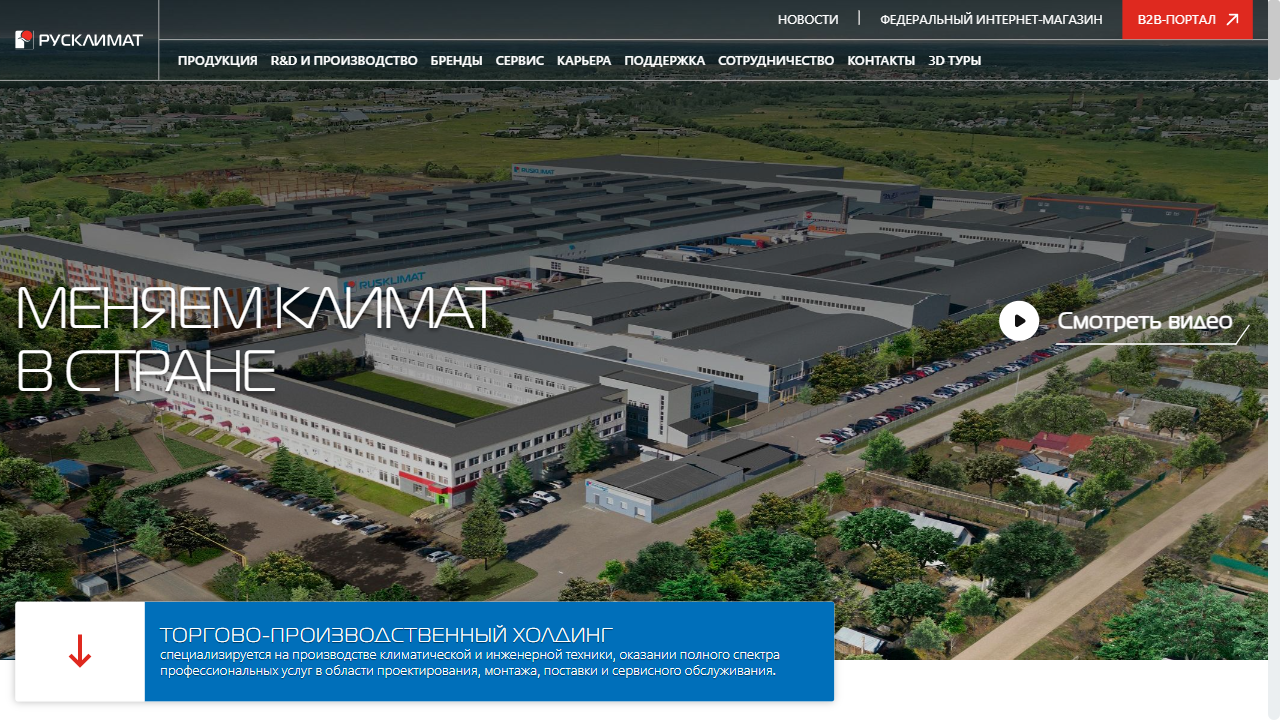 НОВОСТИ | ФЕДЕРАЛЬНЫЙ ИНТЕРНЕТ-МАГАЗИН B2B-ПОРТАЛ
РУСКЛИМАТ
ПРОДУКЦИЯ R&D И ПРОИЗВОДСТВО БРЕНДЫ СЕРВИС КАРЬЕРА ПОДДЕРЖКА СОТРУДНИЧЕСТВО КОНТАКТЫ 3D ТУРЫ
RUSKLIMAT
RUSKLIMAT
МЕНЯЕМ КЛИМАТ
В СТРАНЕ
Смотреть видео
ТОРГОВО-ПРОИЗВОДСТВЕННЫЙ ХОЛДИНГ
специализируется на производстве климатической и инженерной техники, оказании полного спектра
профессиональных услуг в области проектирования, монтажа, поставки и сервисного обслуживания.